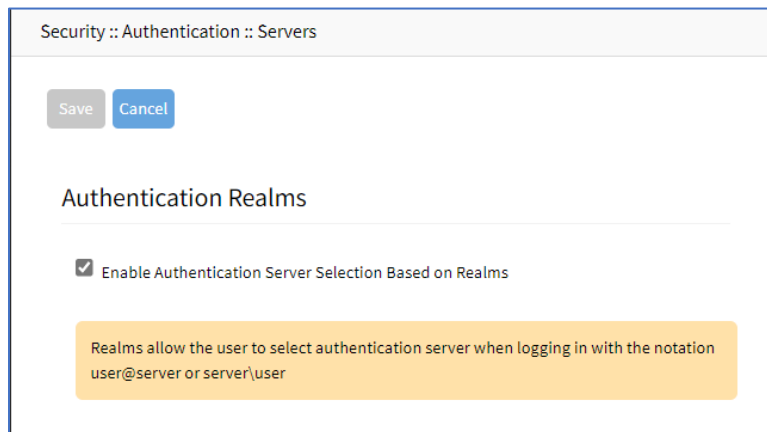 Security :: Authentication :: Servers
Save Cancel
Authentication Realms
Enable Authentication Server Selection Based on Realms
Realms allow the user to select authentication server when logging in with the notation
user@server or server\user